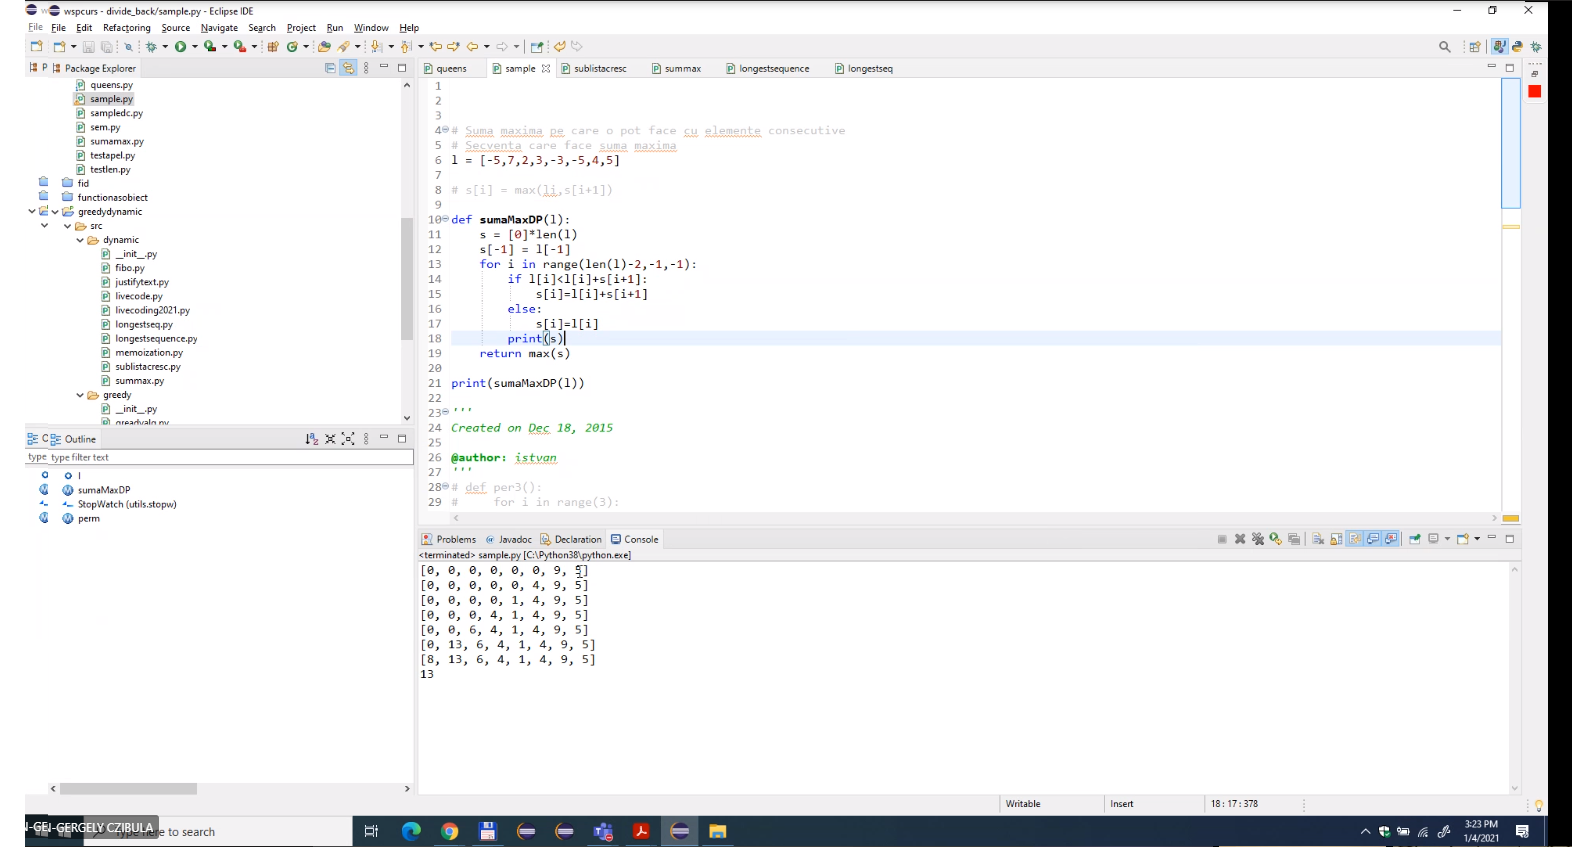 wspcurs - divide_back/sample.py - Eclipse IDE
File File Edit Refactoring Source Navigate Search Project Run Window Help
P Package Explorer
queens sample sublistacresc summax longestsequence longestseq
queens.py
sample.py
sampledc.py
sem.py
sumamax.py
testapel.py
testlen.py
fid
functionasobiect
greedydynamic
src
dynamic
__init__.py
fibo.py
justifytext.py
livecode.py
livecoding2021.py
longestseq.py
longestsequence.py
memoization.py
sublistacresc.py
summax.py
greedy
__init__.py
greadyalg.py
1
2
3
4 # Suma maxima pe care o pot face cu elemente consecutive
5 # Secventa care face suma maxima
6 l = [-5,7,2,3,-3,-5,4,5]
7
8 # s[i] = max(li,s[i+1])
9
10 def sumaMaxDP(l):
11 s = [0]*len(l)
12 s[-1] = l[-1]
13 for i in range(len(l)-2,-1,-1):
14 if l[i]<l[i]+s[i+1]:
15 s[i]=l[i]+s[i+1]
16 else:
17 s[i]=l[i]
18 print(s)
19 return max(s)
20
21 print(sumaMaxDP(l))
22
23 '''
24 Created on Dec 18, 2015
25
26 @author: istvan
27 '''
28 # def per3():
29 # for i in range(3):
Outline
type type filter text
l
sumaMaxDP
StopWatch (utils.stopw)
perm
Problems Javadoc Declaration Console
<terminated> sample.py [C:\Python38\python.exe]
[0, 0, 0, 0, 0, 0, 9, 5]
[0, 0, 0, 0, 0, 4, 9, 5]
[0, 0, 0, 0, 1, 4, 9, 5]
[0, 0, 0, 4, 1, 4, 9, 5]
[0, 0, 6, 4, 1, 4, 9, 5]
[0, 13, 6, 4, 1, 4, 9, 5]
[8, 13, 6, 4, 1, 4, 9, 5]
13
Writable Insert 18 : 17 : 378
GEN-GERGELY CZIBULA
here to search
3:23 PM
1/4/2021